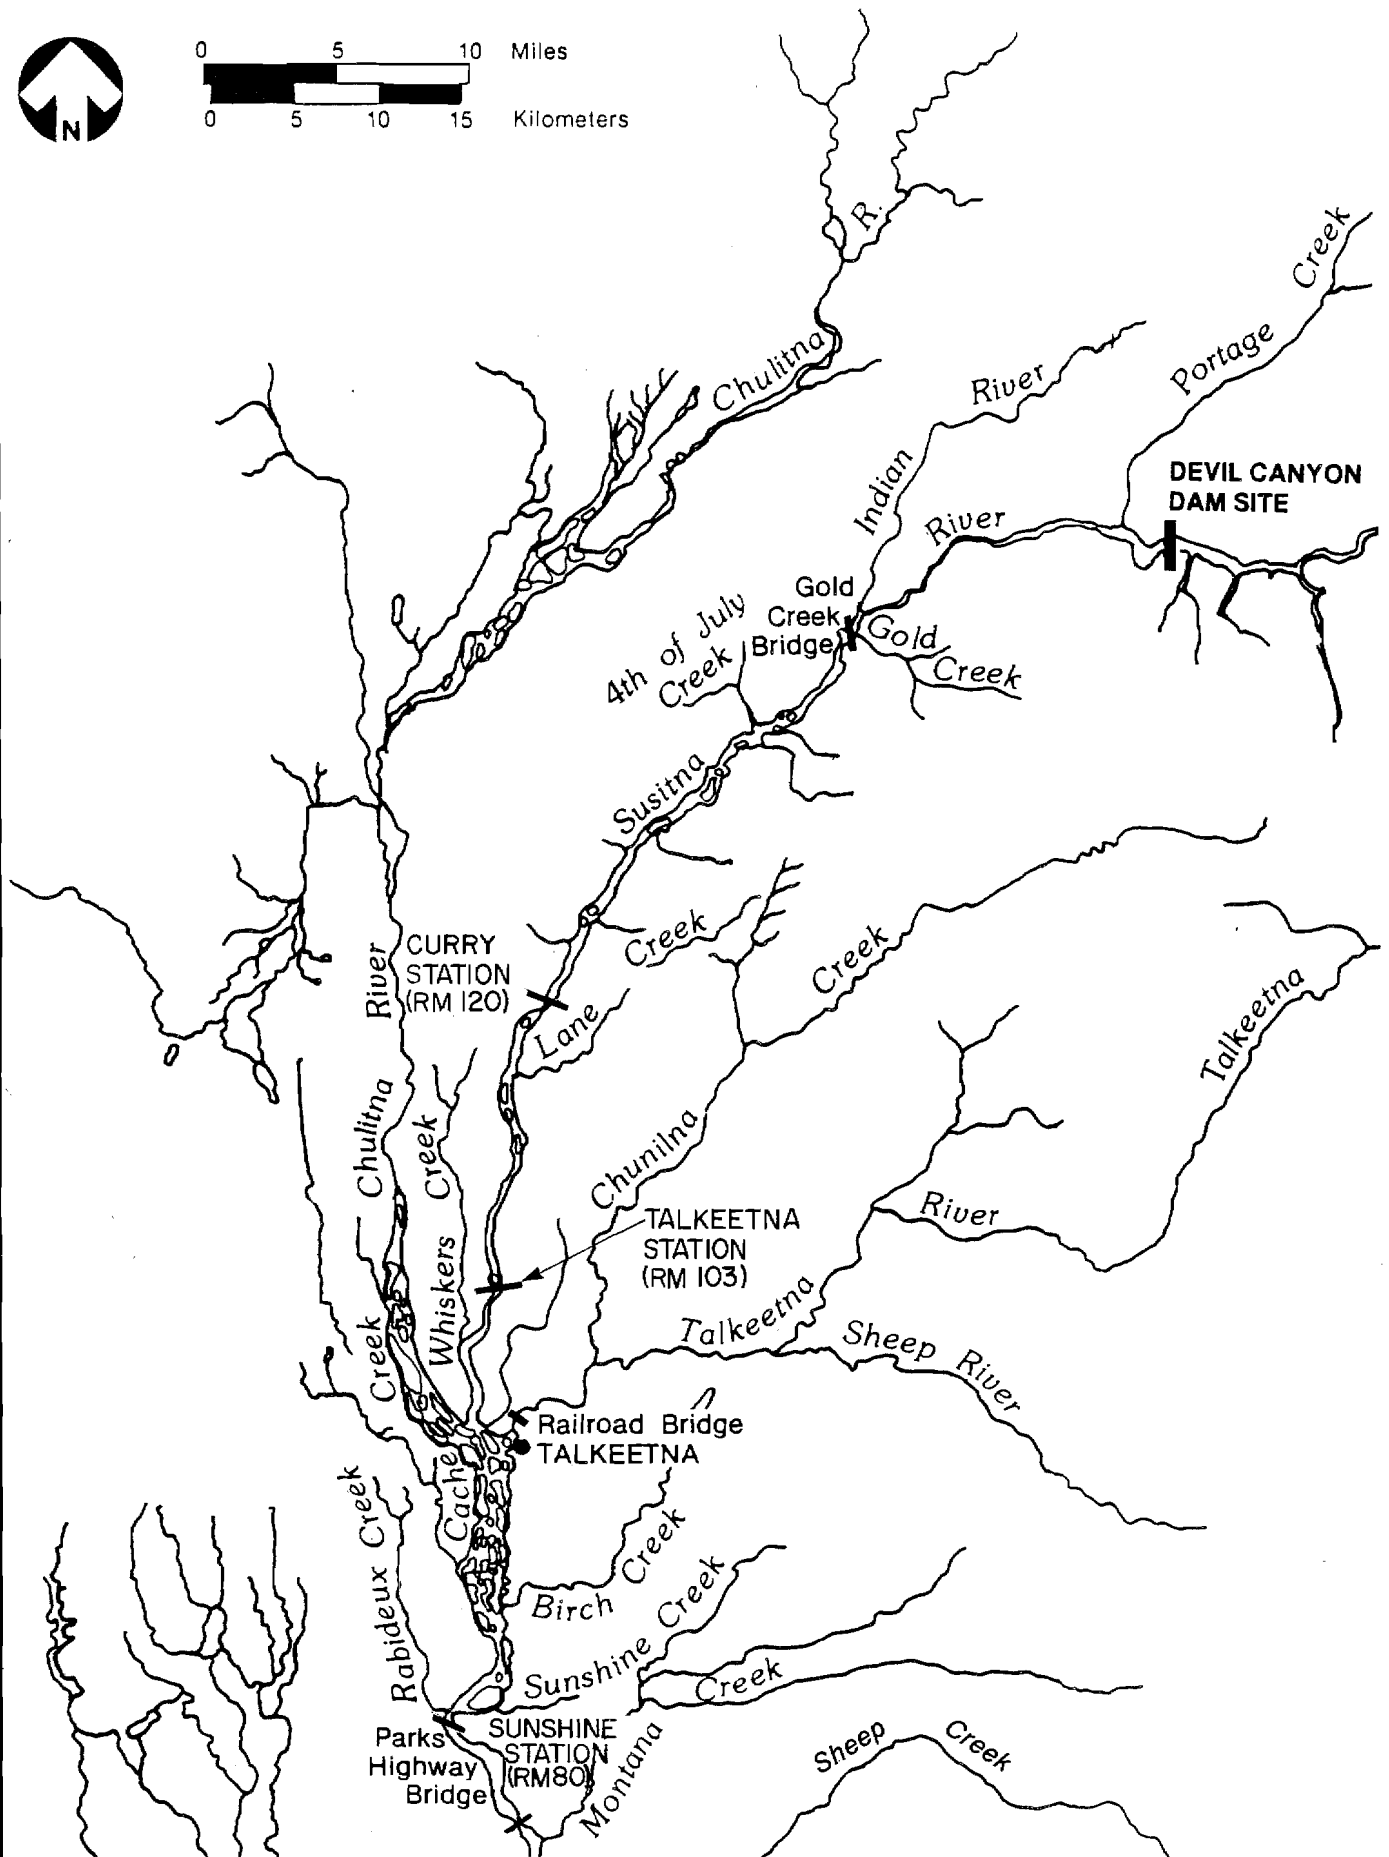 0 5 10 Miles
0 5 10 15 Kilometers
N
R.
Chulitna
Portage Creek
Indian River
DEVIL CANYON
DAM SITE
River
Gold
Creek
Bridge
Gold
Creek
4th of July
Creek
Susitna
CURRY
STATION
(RM 120)
River
Creek
Lane
Creek
Talkeetna
Chulitna
Creek
Chunilna
River
TALKEETNA
STATION
(RM 103)
Whiskers
Talkeetna
Sheep River
Creek
Railroad Bridge
TALKEETNA
Cache
Rabideux Creek
Birch Creek
Sunshine Creek
Creek
Montana
Parks
Highway
Bridge
SUNSHINE
STATION
(RM80)
Sheep Creek